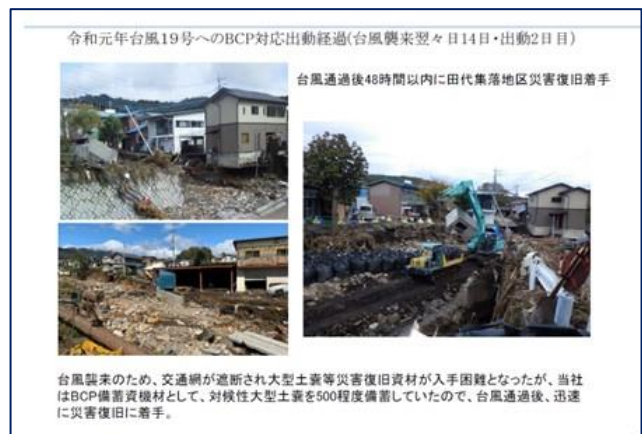 令和元年台風19号へのBCP対応出動経過(台風襲来翌々日14日・出動2日目)
台風通過後48時間以内に田代集落地区災害復旧着手
台風襲来のため、交通網が遮断され大型土嚢等災害復旧資材が入手困難となったが、当社
はBCP備蓄資機材として、対候性大型土嚢を500程度備蓄していたので、台風通過後、迅速
に災害復旧に着手。